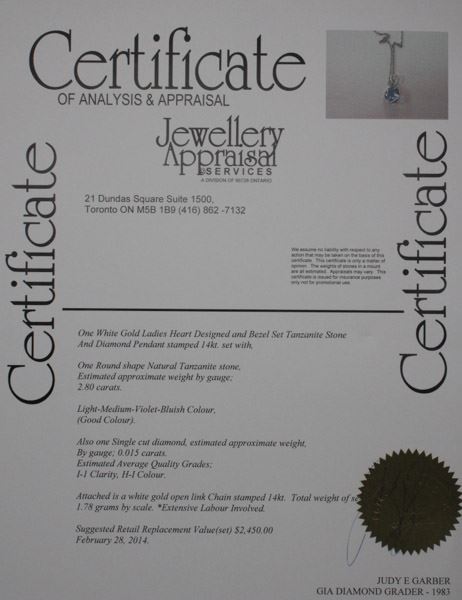 Certificate
OF ANALYSIS & APPRAISAL
Jewellery
Appraisal
SERVICES
21 Dundas Square Suite 1500,
Toronto ON M5B 1B9 (416) 862 -7132
Certificate
Certificate
We assume no liability with respect to any
action that may be taken on the basis of this
certificate. This certificate is only a matter of
opinion. The weights of stones in a mount
are all estimated. Appraisals may vary. This
certificate is issued for insurance purposes
only not for promotional use.
One White Gold Ladies Heart Designed and Bezel Set Tanzanite Stone
And Diamond Pendant stamped 14kt. set with,
One Round shape Natural Tanzanite stone,
Estimated approximate weight by gauge;
2.80 carats.
Light-Medium-Violet-Bluish Colour,
(Good Colour).
Also one Single cut diamond, estimated approximate weight,
By gauge; 0.015 carats.
Estimated Average Quality Grades;
I-1 Clarity, H-I Colour.
Attached is a white gold open link Chain stamped 14kt. Total weight of
1.78 grams by scale. *Extensive Labour Involved.
Suggested Retail Replacement Value(set) $2,450.00
February 28, 2014.
JUDY E GARBER
GIA DIAMOND GRADER - 1983